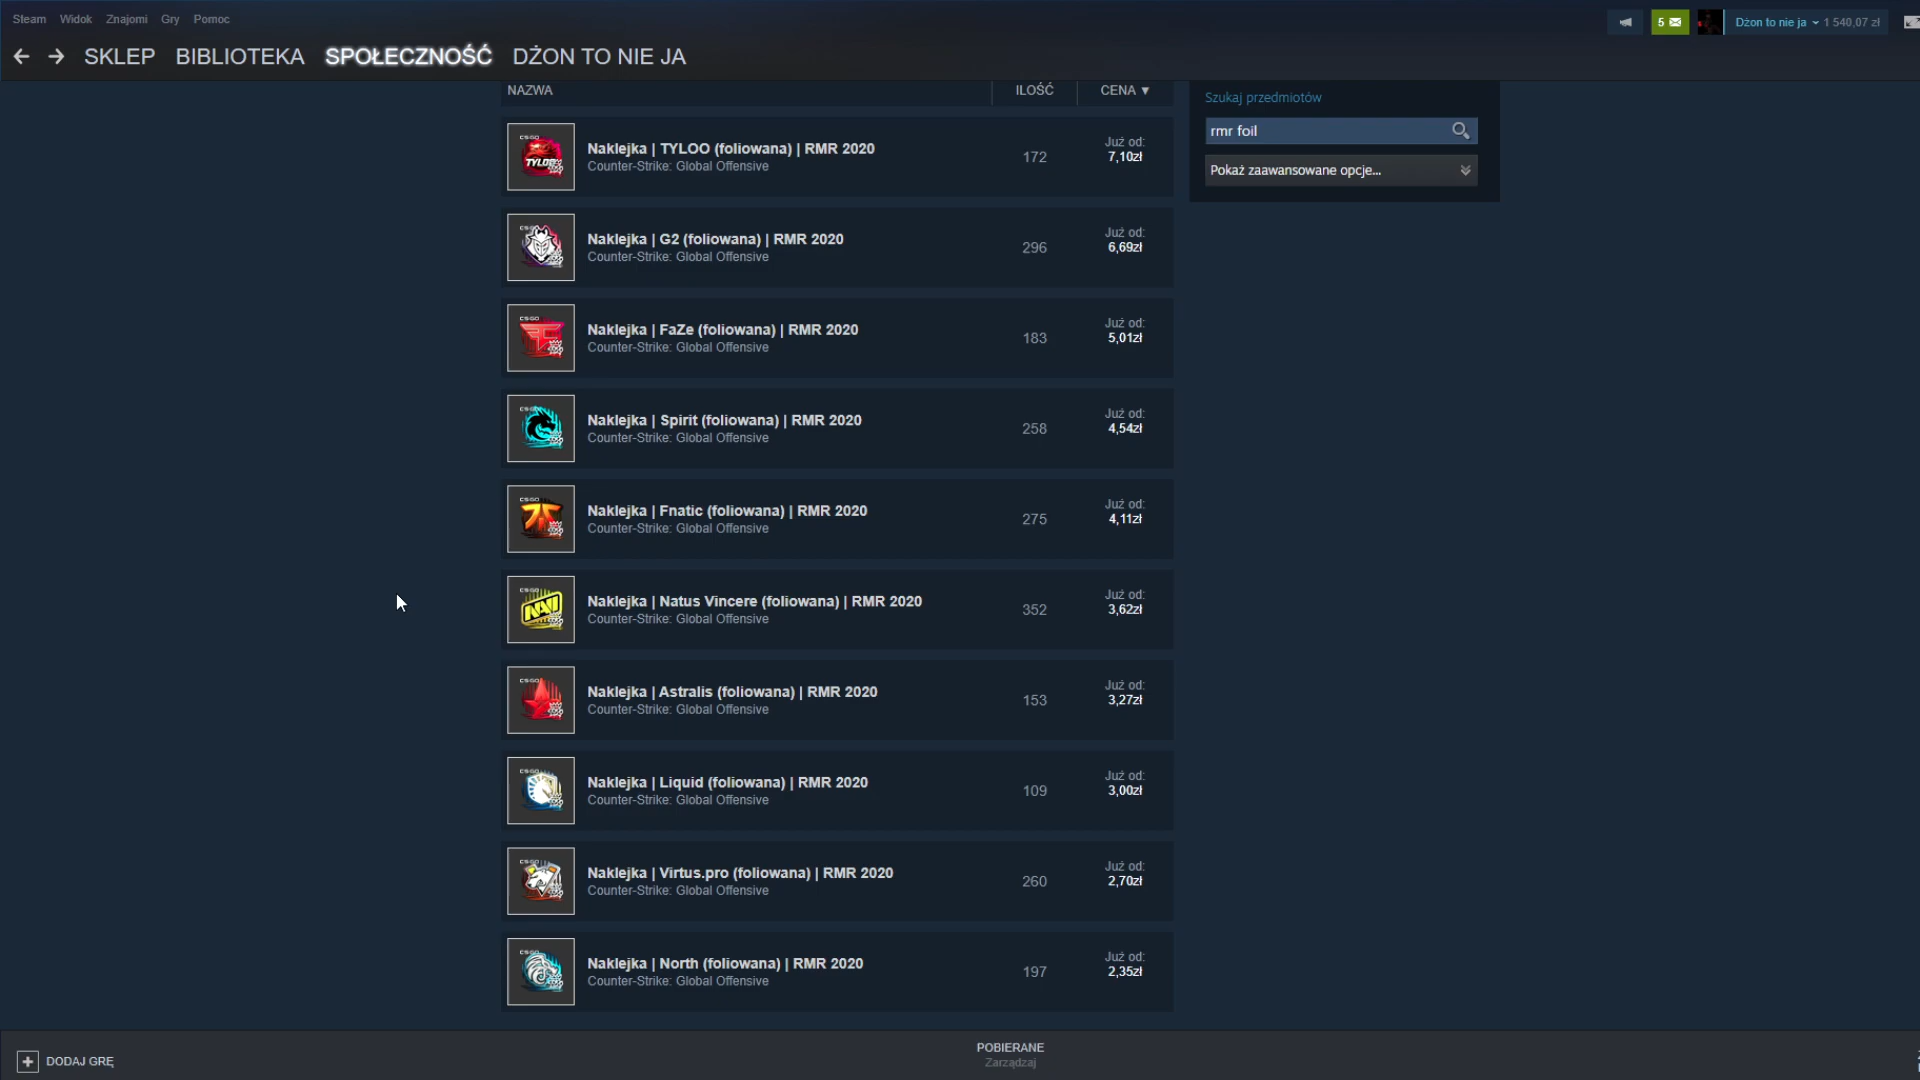 Steam Widok Znajomi Gry Pomoc
5 Dżon to nie ja 1 540,07 zł
SKLEP BIBLIOTEKA SPOŁECZNOŚĆ DŻON TO NIE JA
NAZWA ILOŚĆ CENA ▼
Szukaj przedmiotów
rmr foil
Pokaż zaawansowane opcje...
Naklejka | TYLOO (foliowana) | RMR 2020
Counter-Strike: Global Offensive
172
Już od:
7,10zł
Naklejka | G2 (foliowana) | RMR 2020
Counter-Strike: Global Offensive
296
Już od:
6,69zł
Naklejka | FaZe (foliowana) | RMR 2020
Counter-Strike: Global Offensive
183
Już od:
5,01zł
Naklejka | Spirit (foliowana) | RMR 2020
Counter-Strike: Global Offensive
258
Już od:
4,54zł
Naklejka | Fnatic (foliowana) | RMR 2020
Counter-Strike: Global Offensive
275
Już od:
4,11zł
Naklejka | Natus Vincere (foliowana) | RMR 2020
Counter-Strike: Global Offensive
352
Już od:
3,62zł
Naklejka | Astralis (foliowana) | RMR 2020
Counter-Strike: Global Offensive
153
Już od:
3,27zł
Naklejka | Liquid (foliowana) | RMR 2020
Counter-Strike: Global Offensive
109
Już od:
3,00zł
Naklejka | Virtus.pro (foliowana) | RMR 2020
Counter-Strike: Global Offensive
260
Już od:
2,70zł
Naklejka | North (foliowana) | RMR 2020
Counter-Strike: Global Offensive
197
Już od:
2,35zł
DODAJ GRĘ
POBIERANE
Zarządzaj